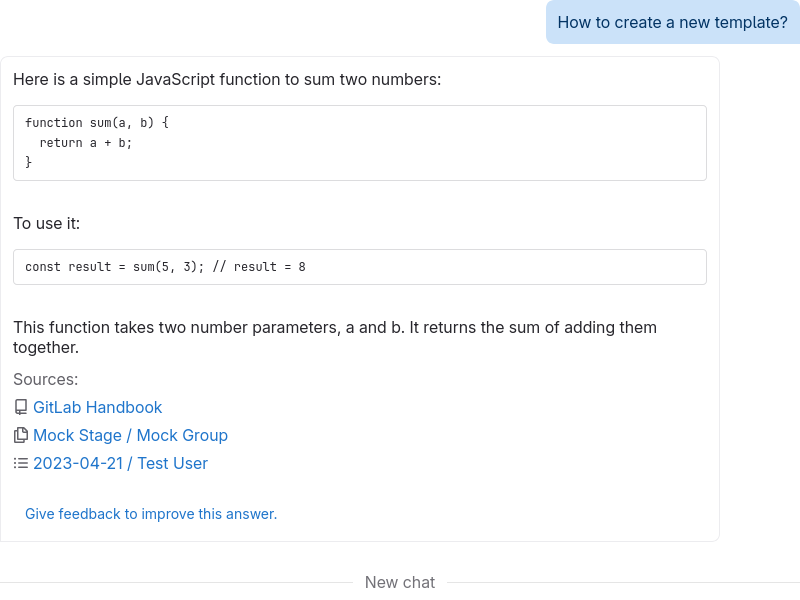 How to create a new template?
Here is a simple JavaScript function to sum two numbers:
function sum(a, b) {
  return a + b;
}
To use it:
const result = sum(5, 3); // result = 8
This function takes two number parameters, a and b. It returns the sum of adding them
together.
Sources:
GitLab Handbook
Mock Stage / Mock Group
2023-04-21 / Test User
Give feedback to improve this answer.
New chat